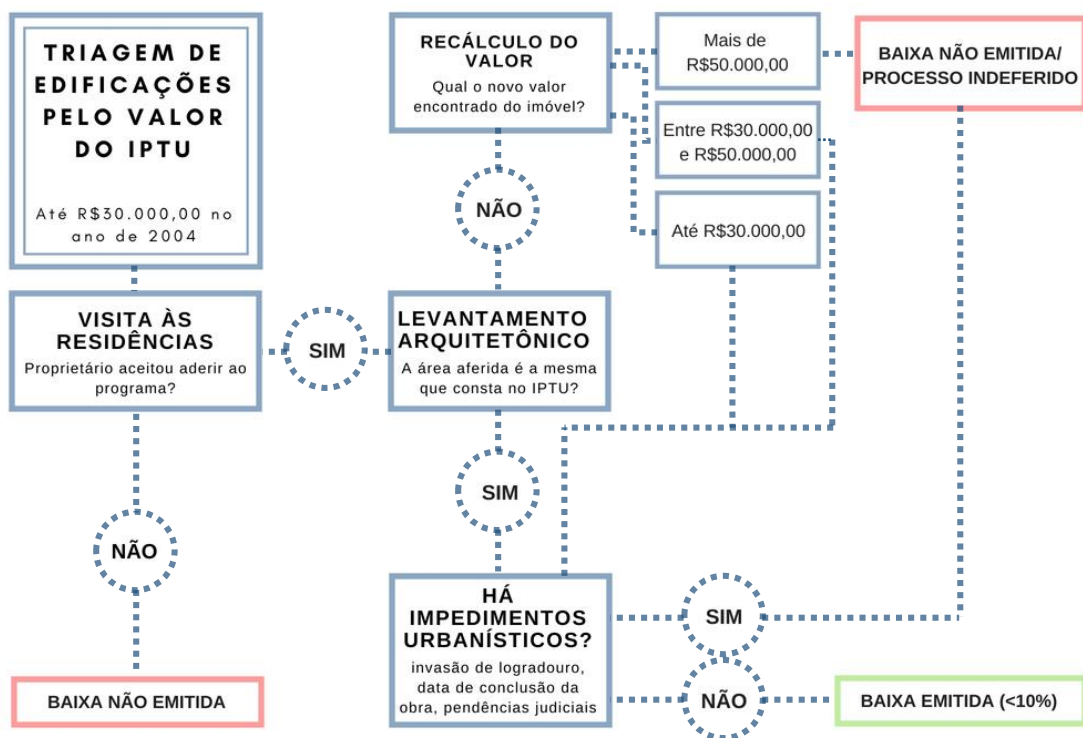 TRIAGEM DE
EDIFICAÇÕES
PELO VALOR
DO IPTU
Até R$30.000,00 no
ano de 2004
VISITA ÀS
RESIDÊNCIAS
Proprietário aceitou aderir ao
programa?
NÃO
BAIXA NÃO EMITIDA
SIM
LEVANTAMENTO
ARQUITETÔNICO
A área aferida é a mesma
que consta no IPTU?
NÃO
RECÁLCULO DO
VALOR
Qual o novo valor
encontrado do imóvel?
Mais de
R$50.000,00
Entre R$30.000,00
e R$50.000,00
Até R$30.000,00
BAIXA NÃO EMITIDA/
PROCESSO INDEFERIDO
SIM
HÁ
IMPEDIMENTOS
URBANÍSTICOS?
invasão de logradouro,
data de conclusão da
obra, pendências judiciais
SIM
NÃO
BAIXA EMITIDA (<10%)